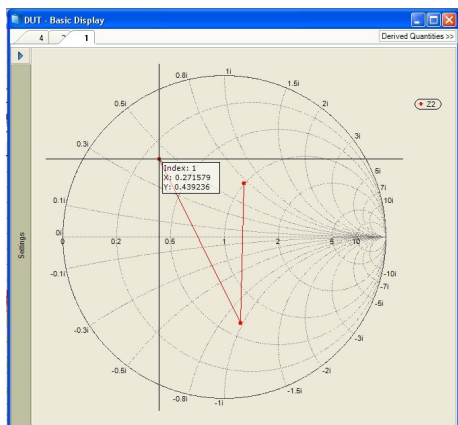 DUT - Basic Display
4 2 1 Derived Quantities >>
Z2
Settings
0.8i
1i
1.5i
0.5i
2i
0.3i
3i
5i
0.1i
7i
10i
Index: 1
X: 0.271579
Y: 0.439236
0i
0 0.2 0.5 1 2 5 10
-0.1i
-10i
-7i
-5i
-0.3i
-3i
-0.5i
-2i
-0.8i
-1i
-1.5i